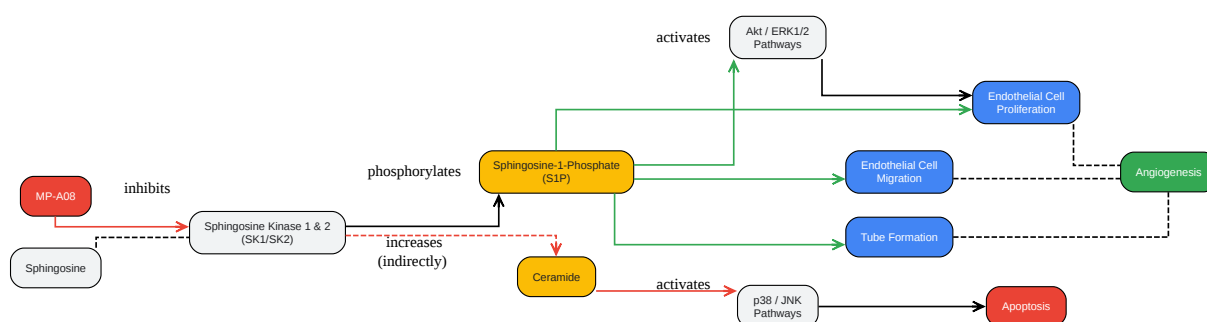 activates
Akt / ERK1/2
Pathways
Endothelial Cell
Proliferation
phosphorylates
Sphingosine-1-Phosphate
(S1P)
Endothelial Cell
Migration
Angiogenesis
inhibits
MP-A08
Sphingosine Kinase 1 & 2
(SK1/SK2)
Tube Formation
increases
(indirectly)
Sphingosine
Ceramide
activates
p38 / JNK
Pathways
Apoptosis